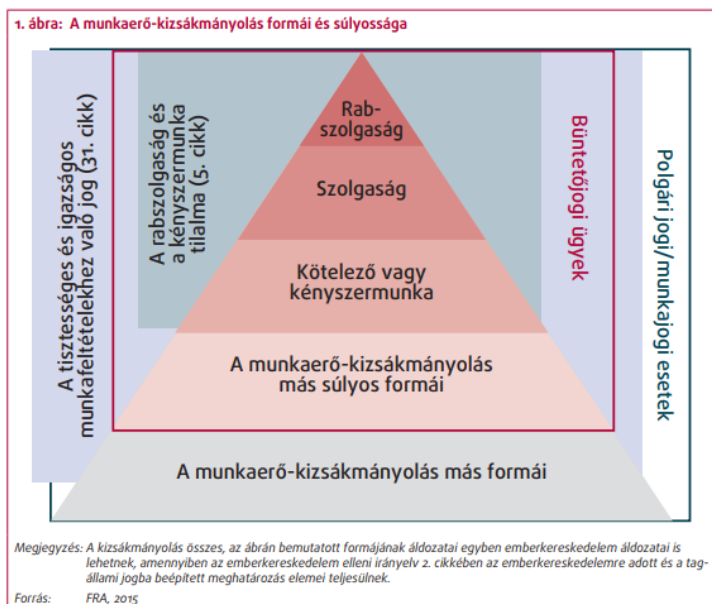 1. ábra: A munkaerő-kizsákmányolás formái és súlyossága
A tisztességes és igazságos
munkafeltételekhez való jog (31. cikk)
A rabszolgaság és
a kényszermunka
tilalma (5. cikk)
Rab-
szolgaság
Szolgaság
Kötelező vagy
kényszermunka
A munkaerő-kizsákmányolás
más súlyos formái
A munkaerő-kizsákmányolás más formái
Büntetőjogi ügyek
Polgári jogi/munkajogi esetek
Megjegyzés: A kizsákmányolás összes, az ábrán bemutatott formájának áldozatai egyben emberkereskedelem áldozatai is
lehetnek, amennyiben az emberkereskedelem elleni irányelv 2. cikkében az emberkereskedelemre adott és a tag-
állami jogba beépített meghatározás elemei teljesülnek.
Forrás: FRA, 2015